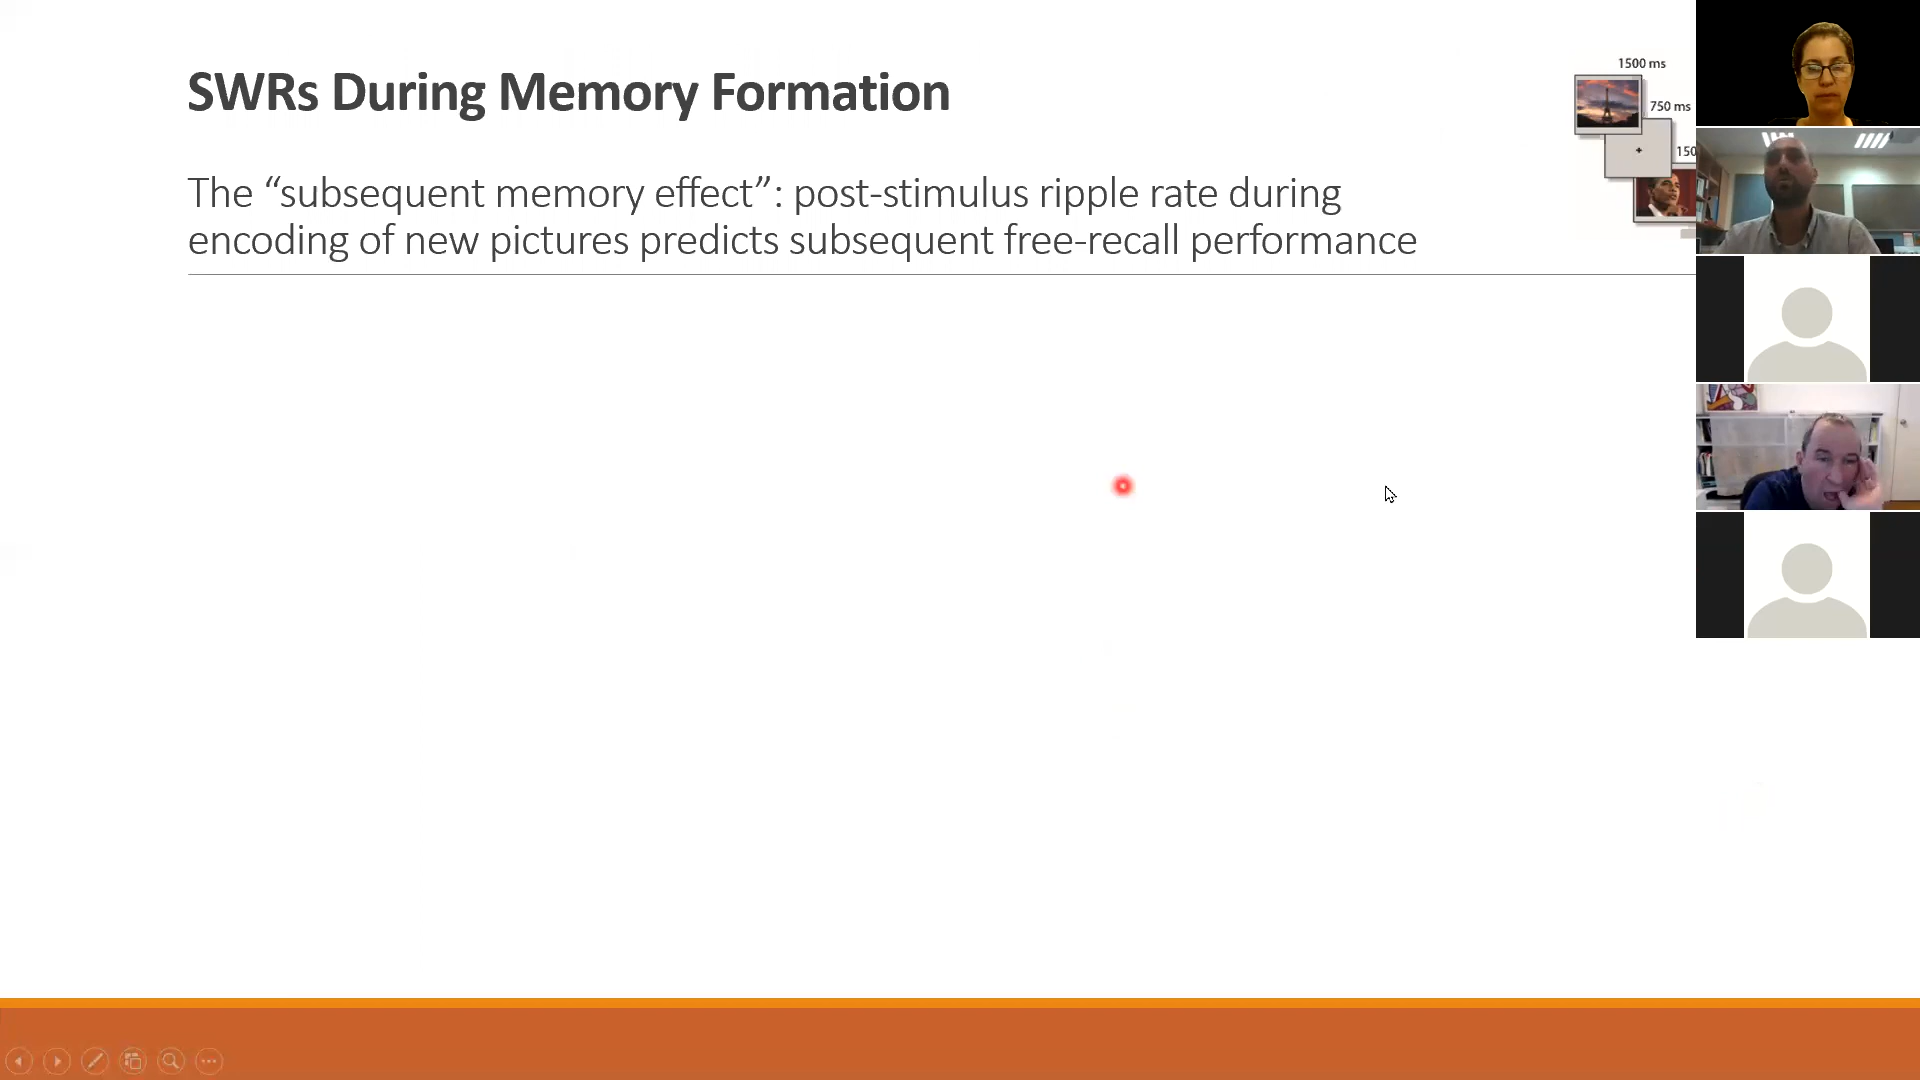 SWRs During Memory Formation
1500 ms
750 ms
150
The “subsequent memory effect”: post-stimulus ripple rate during
encoding of new pictures predicts subsequent free-recall performance